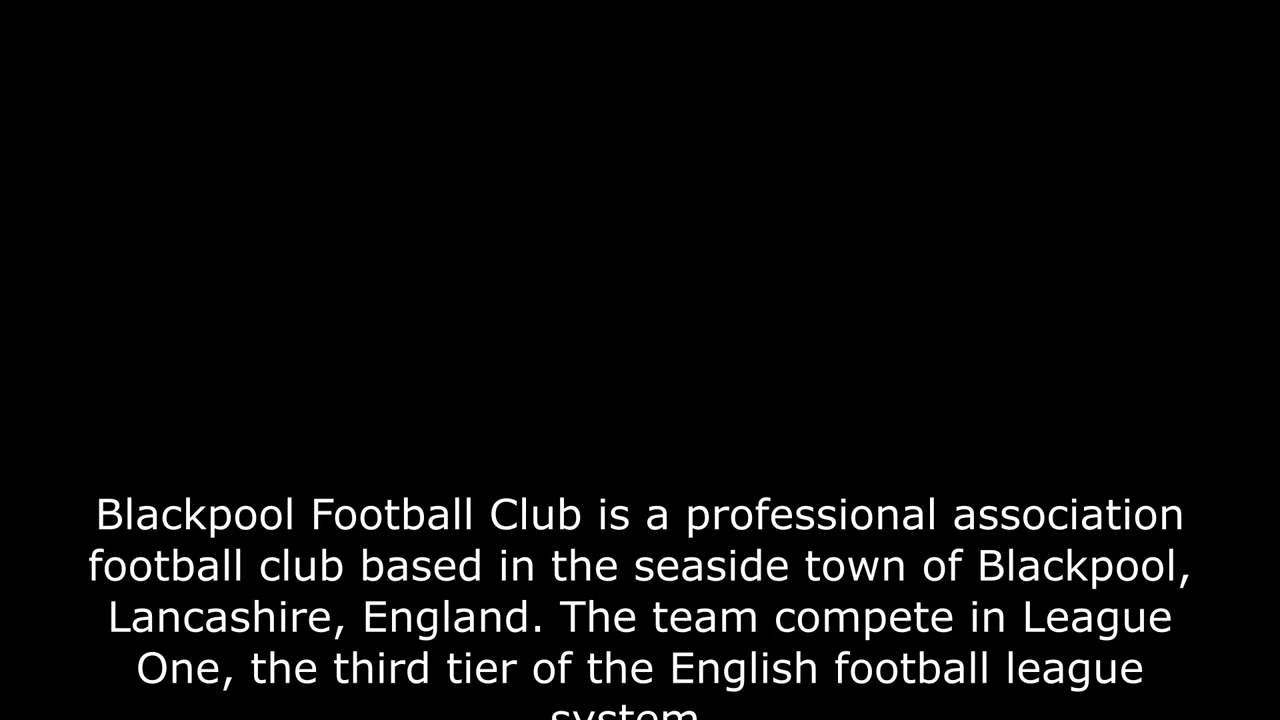 Blackpool Football Club is a professional association
football club based in the seaside town of Blackpool,
Lancashire, England. The team compete in League
One, the third tier of the English football league
system.